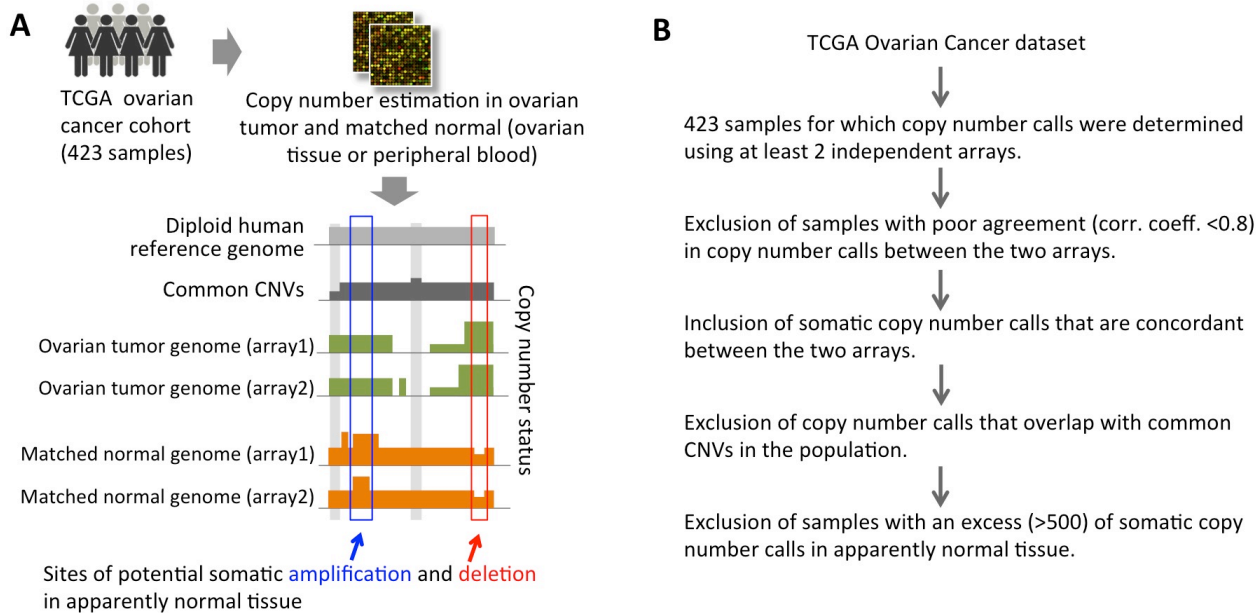 A
TCGA ovarian
cancer cohort
(423 samples)
Copy number estimation in ovarian
tumor and matched normal (ovarian
tissue or peripheral blood)
Diploid human
reference genome
Common CNVs
Ovarian tumor genome (array1)
Ovarian tumor genome (array2)
Matched normal genome (array1)
Matched normal genome (array2)
Copy number status
Sites of potential somatic amplification and deletion
in apparently normal tissue
B
TCGA Ovarian Cancer dataset
423 samples for which copy number calls were determined
using at least 2 independent arrays.
Exclusion of samples with poor agreement (corr. coeff. <0.8)
in copy number calls between the two arrays.
Inclusion of somatic copy number calls that are concordant
between the two arrays.
Exclusion of copy number calls that overlap with common
CNVs in the population.
Exclusion of samples with an excess (>500) of somatic copy
number calls in apparently normal tissue.